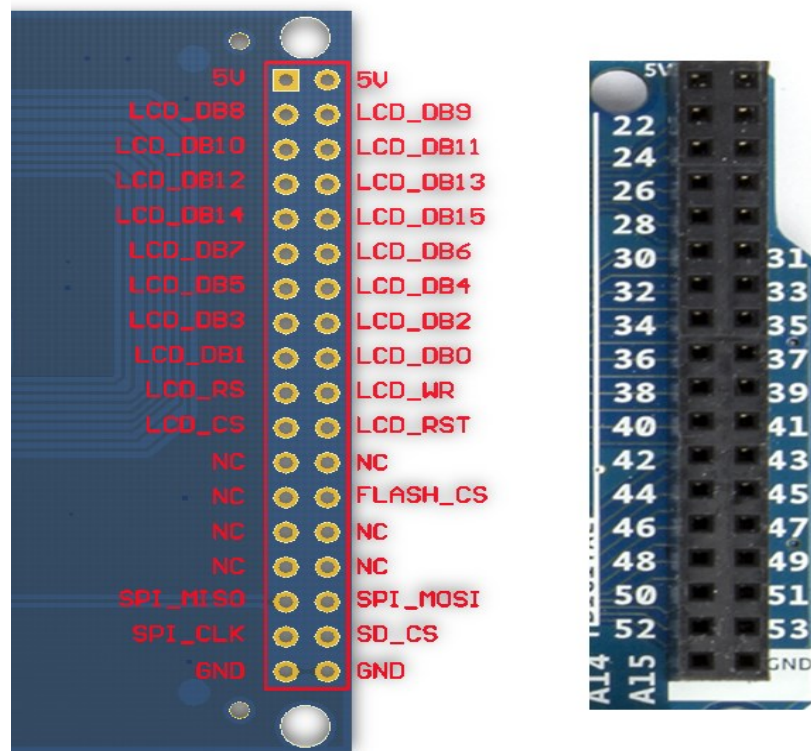 5V 5V
LCD_DB8 LCD_DB9
LCD_DB10 LCD_DB11
LCD_DB12 LCD_DB13
LCD_DB14 LCD_DB15
LCD_DB7 LCD_DB6
LCD_DB5 LCD_DB4
LCD_DB3 LCD_DB2
LCD_DB1 LCD_DB0
LCD_RS LCD_WR
LCD_CS LCD_RST
NC NC
NC FLASH_CS
NC NC
NC NC
SPI_MISO SPI_MOSI
SPI_CLK SD_CS
GND GND
5V
22
24
26
28
30 31
32 33
34 35
36 37
38 39
40 41
42 43
44 45
46 47
48 49
50 51
52 53
A14 A15 GND